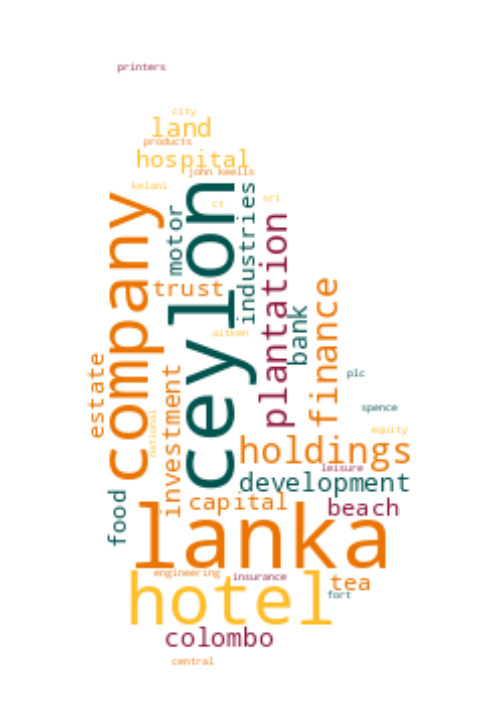 printers
city
land
products
hospital
john keells
kelani
ct
sri
company
ceylon
motor
industries
plantation
trust
bank
finance
aitken
estate
investment
national
plc
spence
equity
holdings
leisure
development
food
capital
beach
lanka
engineering
insurance
tea
hotel
fort
colombo
central